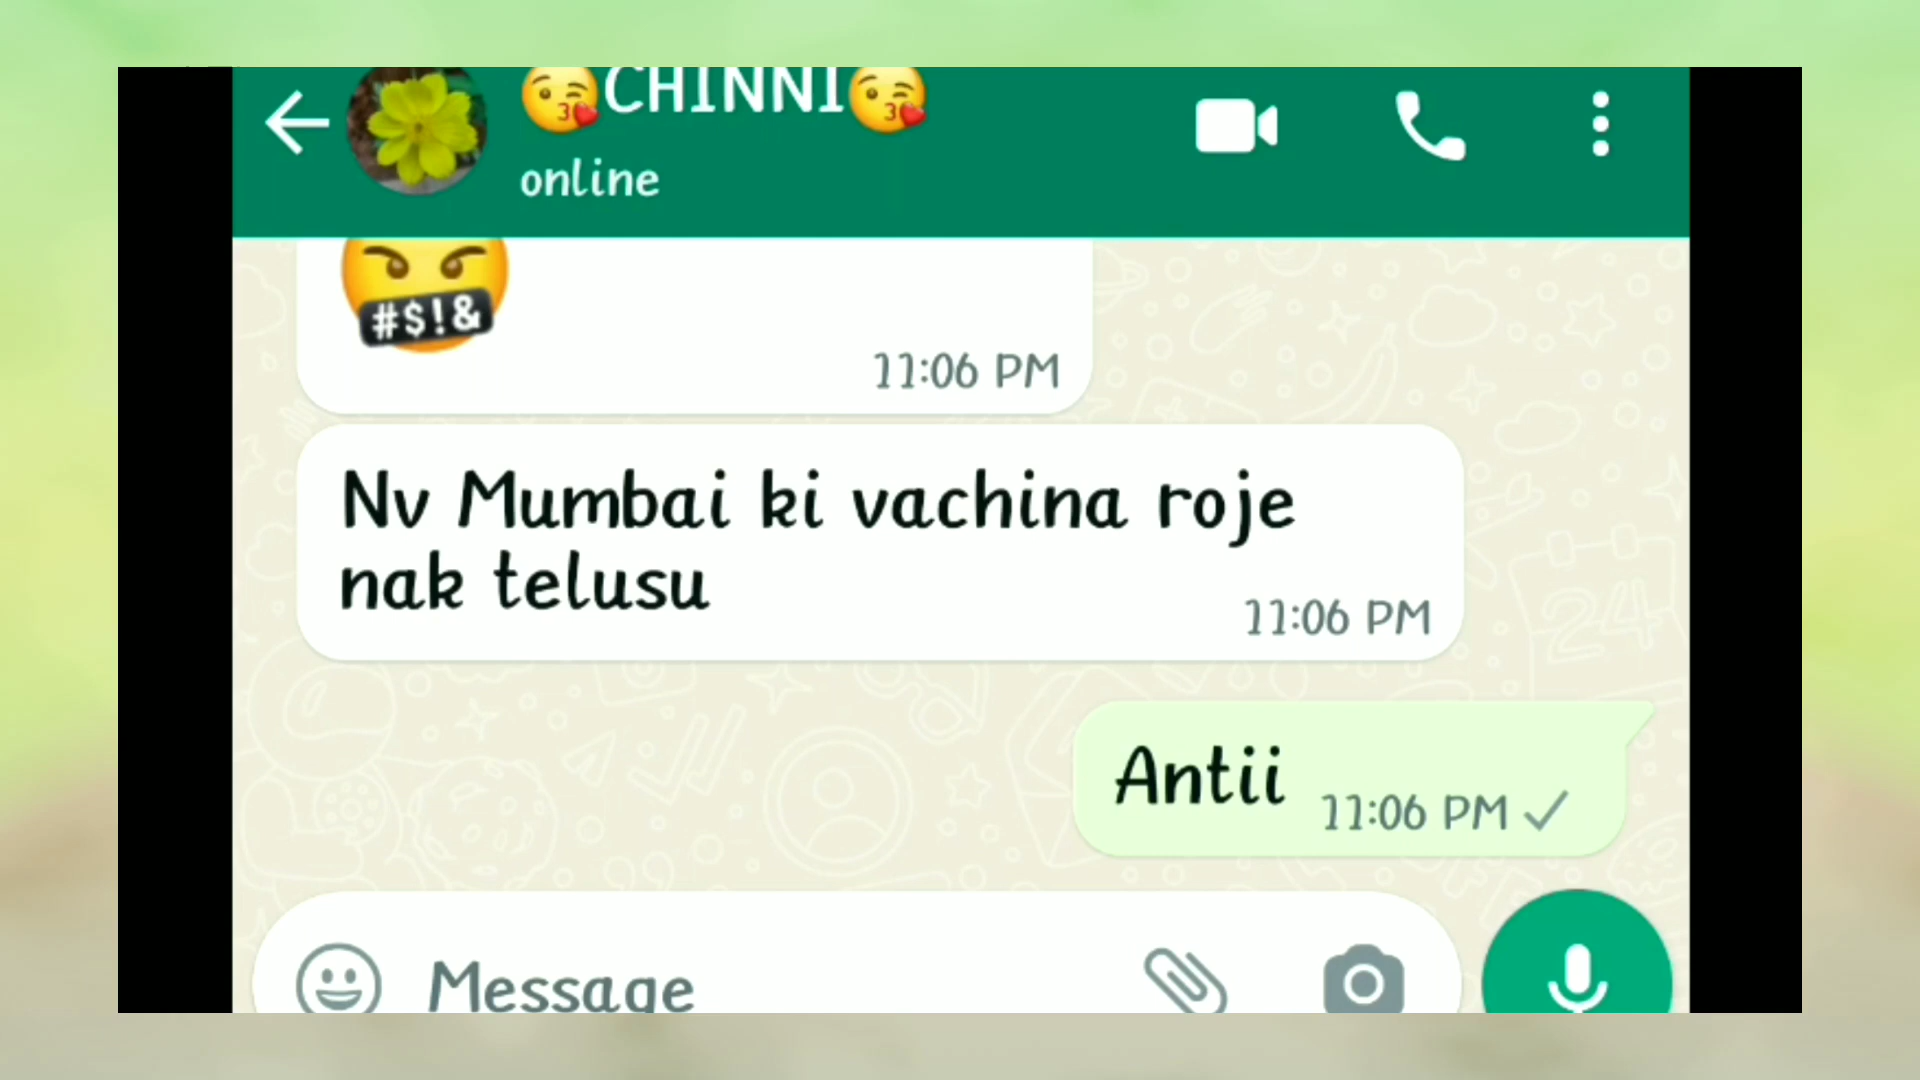 😘CHINNI😘
online
#$!&
11:06 PM
Nv Mumbai ki vachina roje
nak telusu
11:06 PM
Antii 11:06 PM
Message